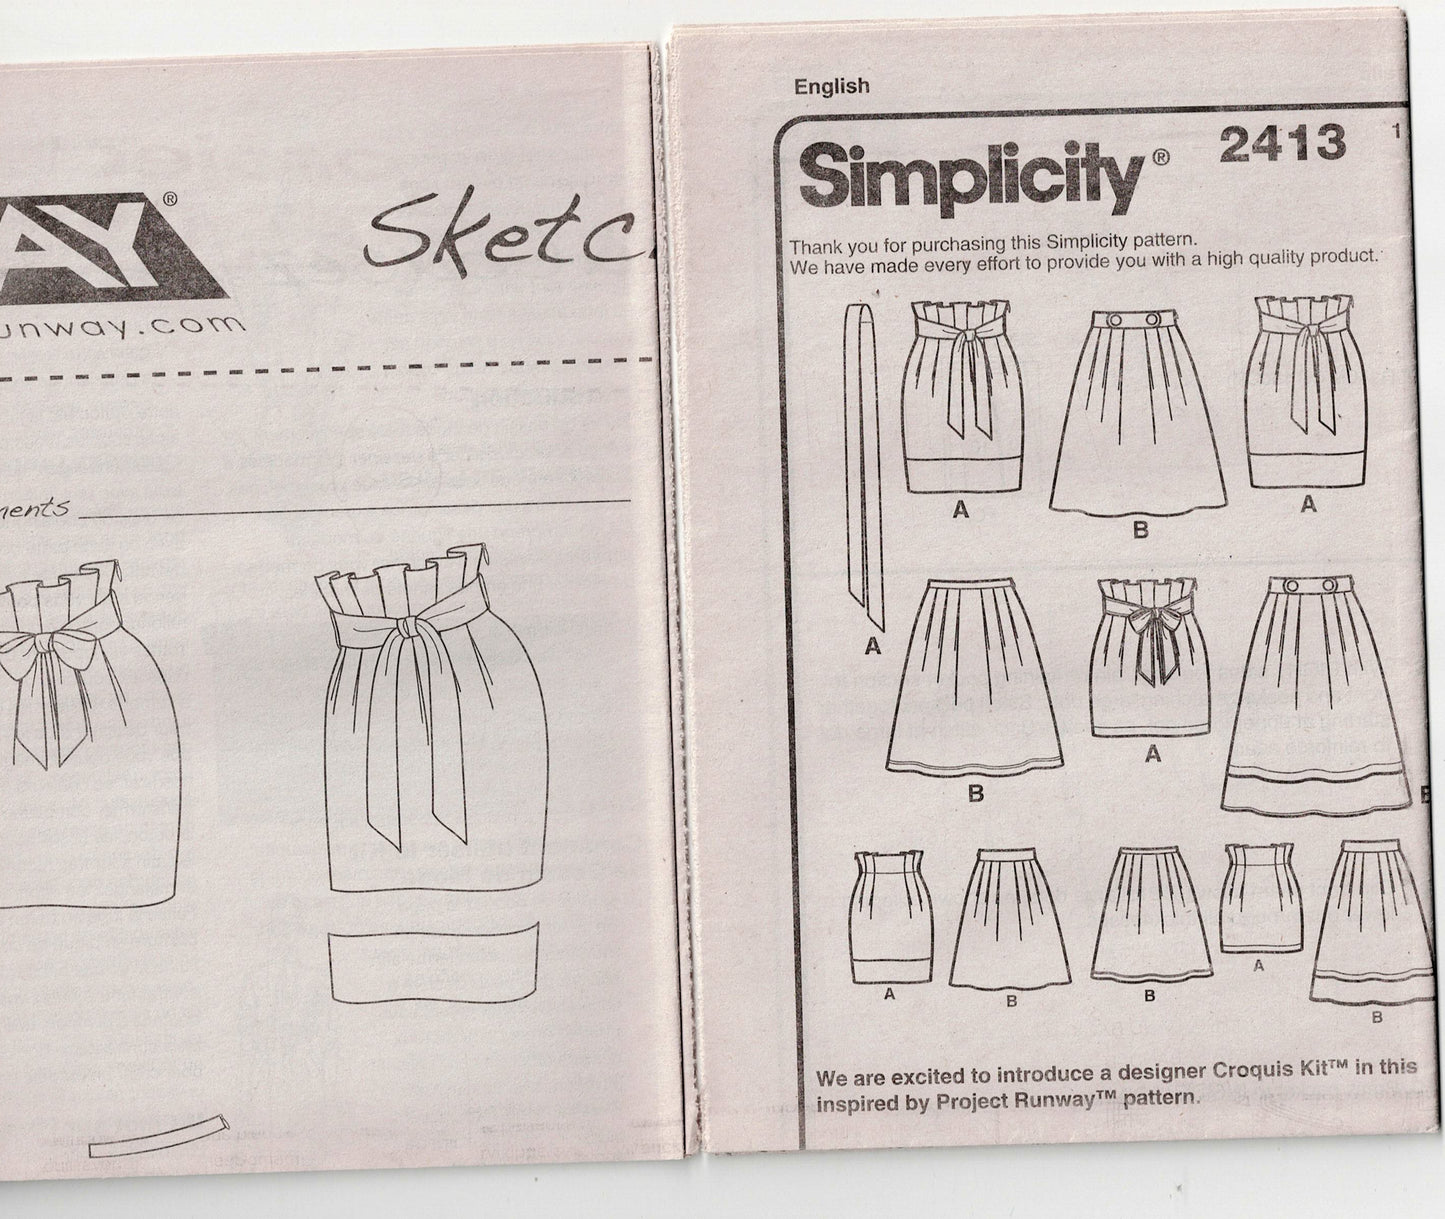 AY®
unway.com
Sketc
ments
English
Simplicity® 2413 1
Thank you for purchasing this Simplicity pattern.
We have made every effort to provide you with a high quality product.
A B A
A B A
A B B A B
We are excited to introduce a designer Croquis Kit™ in this
inspired by Project Runway™ pattern.